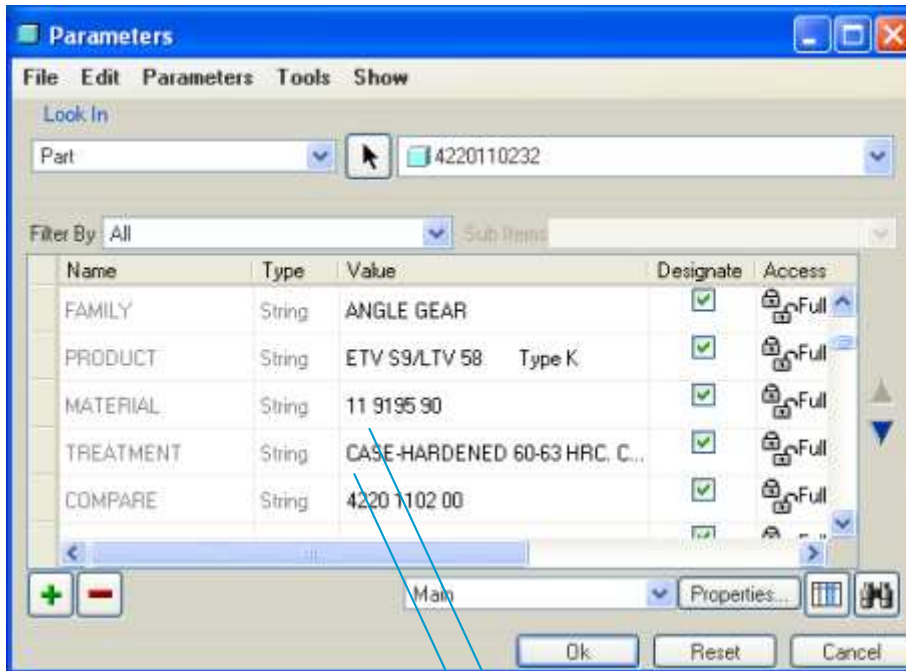 Parameters
File Edit Parameters Tools Show
Look In
Part 4220110232
Filter By All Sub Items
Name Type Value Designate Access
FAMILY String ANGLE GEAR Full
PRODUCT String ETV S9/LTV 58 Type K Full
MATERIAL String 11 9195 90 Full
TREATMENT String CASE-HARDENED 60-63 HRC. C... Full
COMPARE String 4220 1102 00 Full
Main Properties...
Ok Reset Cancel